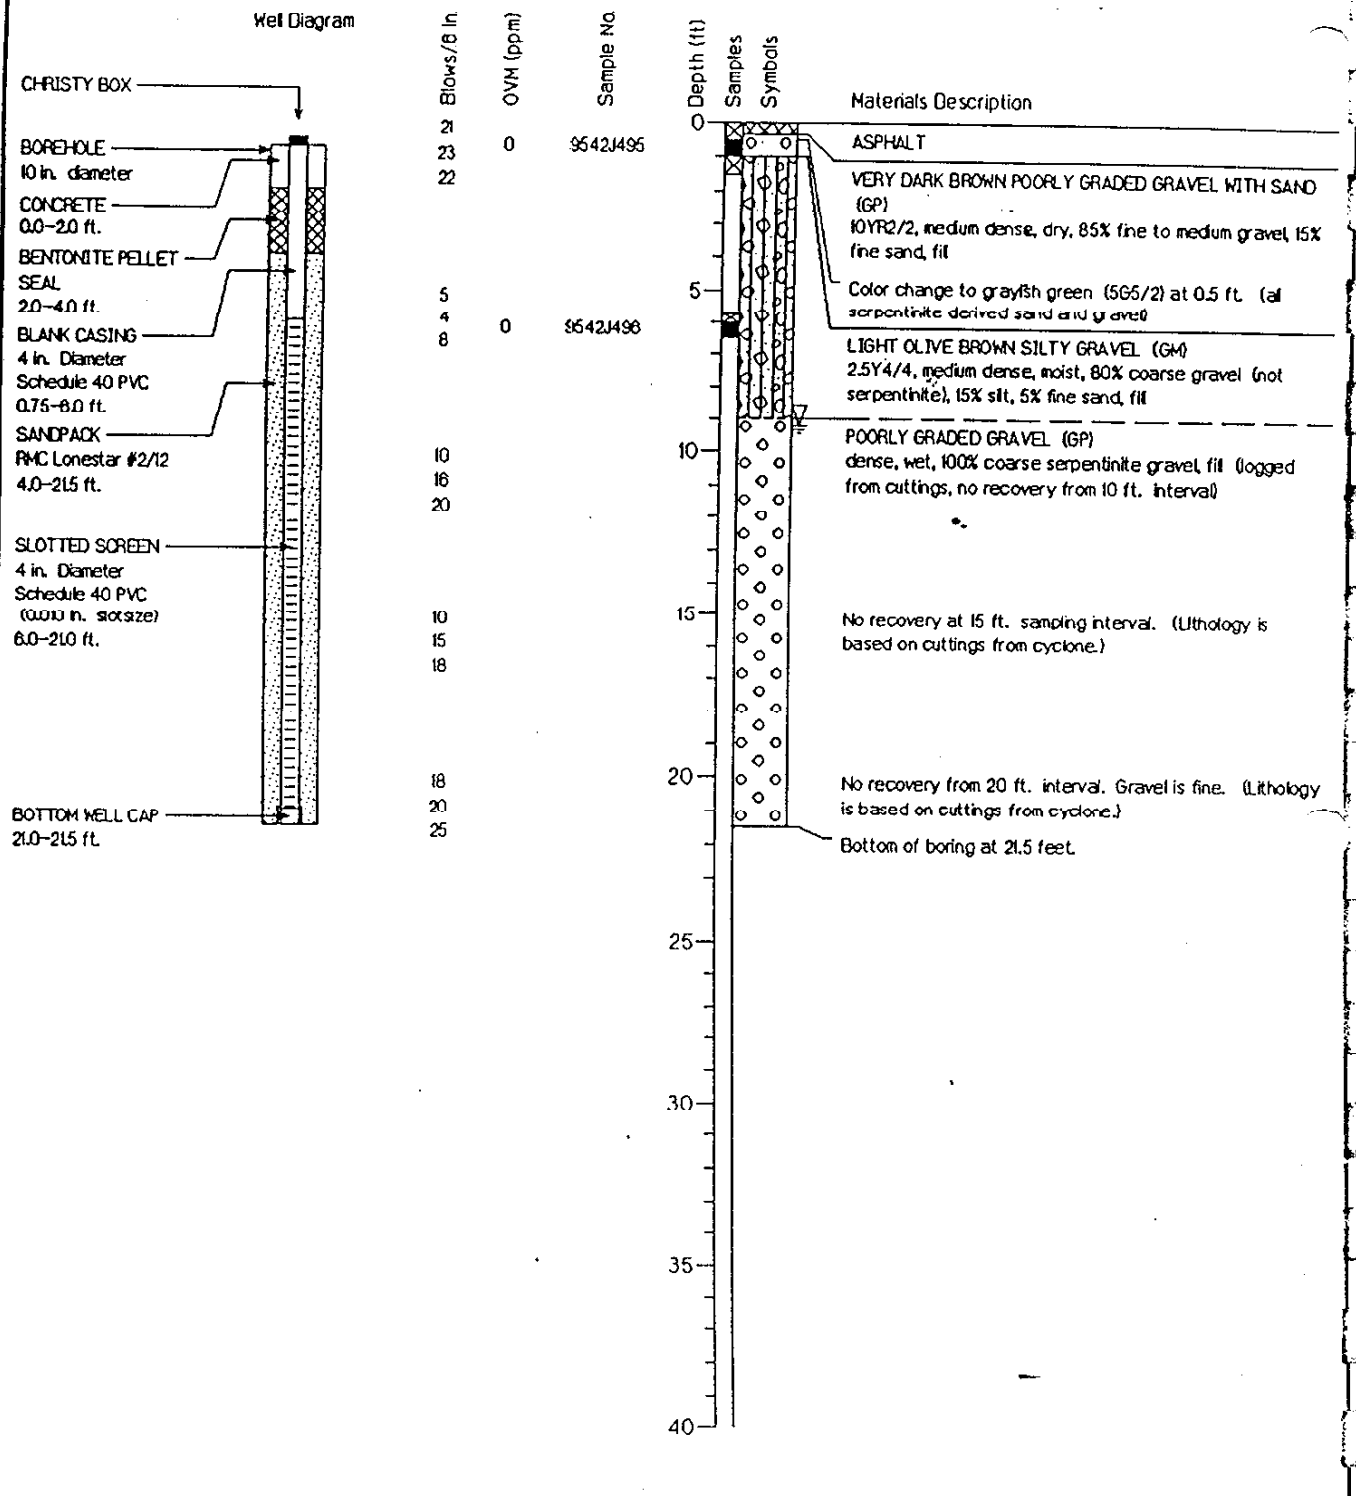 Well Diagram
CHRISTY BOX
BOREHOLE
10 in. diameter
CONCRETE
0.0-2.0 ft.
BENTONITE PELLET
SEAL
2.0-4.0 ft.
BLANK CASING
4 in. Diameter
Schedule 40 PVC
0.75-6.0 ft.
SANDPACK
RMC Lonestar #2/12
4.0-21.5 ft.
SLOTTED SCREEN
4 in. Diameter
Schedule 40 PVC
in. slot size)
6.0-21.0 ft.
BOTTOM WELL CAP
21.0-21.5 ft.
Blows/6 In.
21
23
22
5
4
8
10
16
20
10
15
18
18
20
25
OVM (ppm)
0
0
Sample No.
9542J495
9542J496
Depth (ft)
0
5
10
15
20
25
30
35
40
Samples
Symbols
Materials Description
ASPHALT
VERY DARK BROWN POORLY GRADED GRAVEL WITH SAND
(GP)
10YR2/2, medium dense, dry, 85% fine to medium gravel, 15%
fine sand, fill
Color change to grayish green (5G5/2) at 0.5 ft. (all
serpentinite derived sand and gravel)
LIGHT OLIVE BROWN SILTY GRAVEL (GM)
2.5Y4/4, medium dense, moist, 80% coarse gravel (not
serpentinite), 15% silt, 5% fine sand, fill
POORLY GRADED GRAVEL (GP)
dense, wet, 100% coarse serpentinite gravel, fill (logged
from cuttings, no recovery from 10 ft. interval)
No recovery at 15 ft. sampling interval. (Lithology is
based on cuttings from cyclone.)
No recovery from 20 ft. interval. Gravel is fine. (Lithology
is based on cuttings from cyclone.)
Bottom of boring at 21.5 feet.